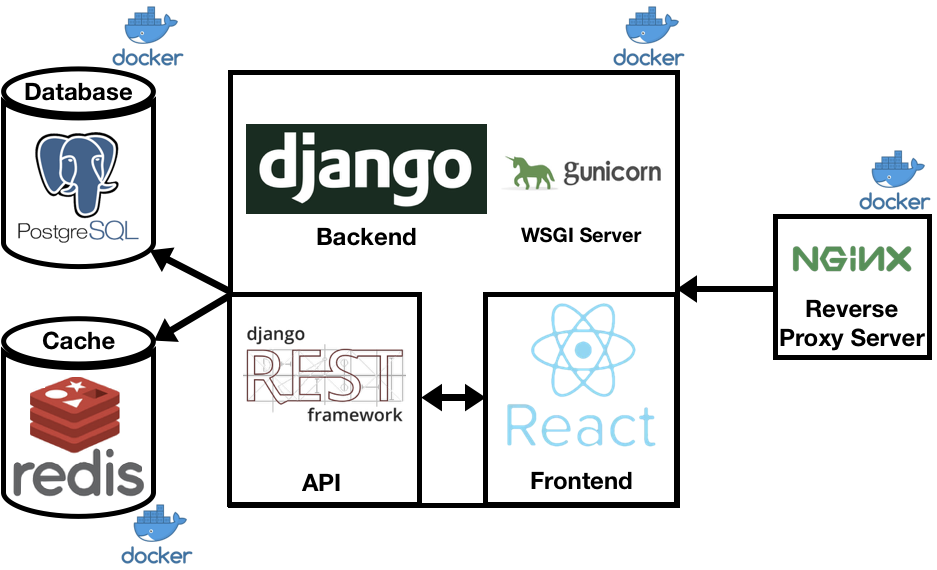 docker
Database
PostgreSQL
Cache
redis
docker
docker
django
Backend
gunicorn
WSGI Server
django
REST
framework
API
React
Frontend
docker
NGINX
Reverse
Proxy Server